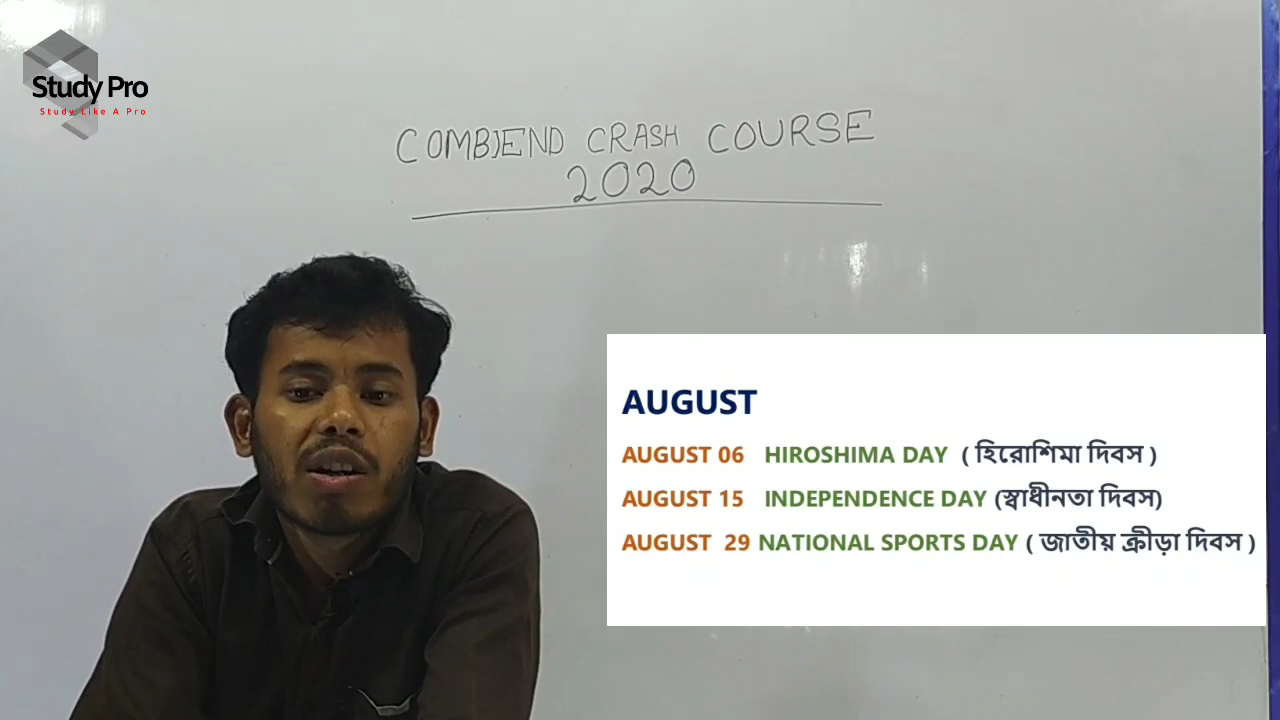 Study Pro
Study Like A Pro
COMBIEND CRASH COURSE
2020
AUGUST
AUGUST 06 HIROSHIMA DAY ( হিরোশিমা দিবস )
AUGUST 15 INDEPENDENCE DAY (স্বাধীনতা দিবস)
AUGUST 29 NATIONAL SPORTS DAY ( জাতীয় ক্রীড়া দিবস )